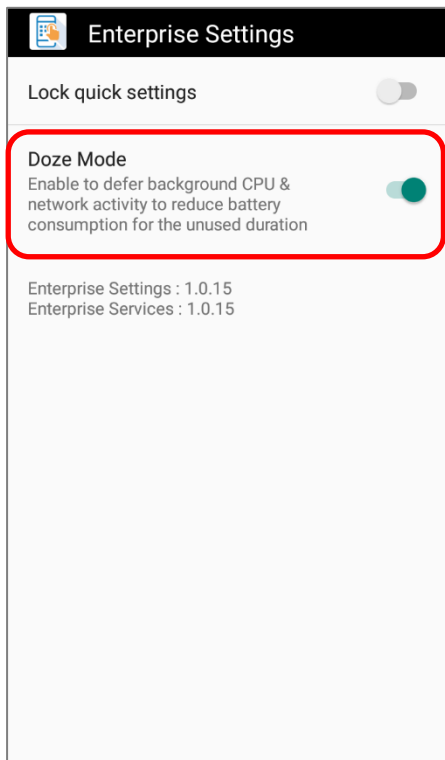 Enterprise Settings
Lock quick settings
Doze Mode
Enable to defer background CPU &
network activity to reduce battery
consumption for the unused duration
Enterprise Settings : 1.0.15
Enterprise Services : 1.0.15